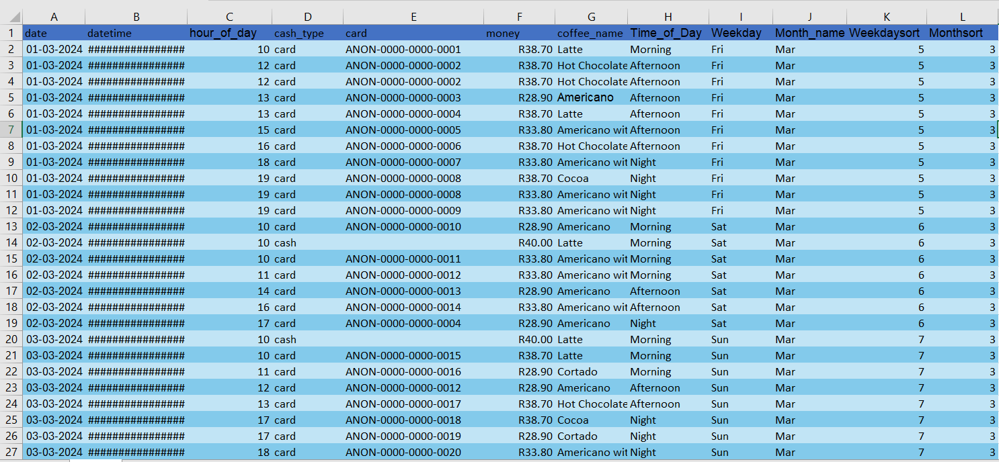 A B C D E F G H I J K L
1 date datetime hour_of_day cash_type card money coffee_name Time_of_Day Weekday Month_name Weekdaysort Monthsort
2 01-03-2024 ################ 10 card ANON-0000-0000-0001 R38.70 Latte Morning Fri Mar 5 3
3 01-03-2024 ################ 12 card ANON-0000-0000-0002 R38.70 Hot Chocolate Afternoon Fri Mar 5 3
4 01-03-2024 ################ 12 card ANON-0000-0000-0002 R38.70 Hot Chocolate Afternoon Fri Mar 5 3
5 01-03-2024 ################ 13 card ANON-0000-0000-0003 R28.90 Americano Afternoon Fri Mar 5 3
6 01-03-2024 ################ 13 card ANON-0000-0000-0004 R38.70 Latte Afternoon Fri Mar 5 3
7 01-03-2024 ################ 15 card ANON-0000-0000-0005 R33.80 Americano wit Afternoon Fri Mar 5 3
8 01-03-2024 ################ 16 card ANON-0000-0000-0006 R38.70 Hot Chocolate Afternoon Fri Mar 5 3
9 01-03-2024 ################ 18 card ANON-0000-0000-0007 R33.80 Americano wit Night Fri Mar 5 3
10 01-03-2024 ################ 19 card ANON-0000-0000-0008 R38.70 Cocoa Night Fri Mar 5 3
11 01-03-2024 ################ 19 card ANON-0000-0000-0008 R33.80 Americano wit Night Fri Mar 5 3
12 01-03-2024 ################ 19 card ANON-0000-0000-0009 R33.80 Americano wit Night Fri Mar 5 3
13 02-03-2024 ################ 10 card ANON-0000-0000-0010 R28.90 Americano Morning Sat Mar 6 3
14 02-03-2024 ################ 10 cash R40.00 Latte Morning Sat Mar 6 3
15 02-03-2024 ################ 10 card ANON-0000-0000-0011 R33.80 Americano wit Morning Sat Mar 6 3
16 02-03-2024 ################ 11 card ANON-0000-0000-0012 R33.80 Americano wit Morning Sat Mar 6 3
17 02-03-2024 ################ 14 card ANON-0000-0000-0013 R28.90 Americano Afternoon Sat Mar 6 3
18 02-03-2024 ################ 16 card ANON-0000-0000-0014 R33.80 Americano wit Afternoon Sat Mar 6 3
19 02-03-2024 ################ 17 card ANON-0000-0000-0004 R28.90 Americano Night Sat Mar 6 3
20 03-03-2024 ################ 10 cash R40.00 Latte Morning Sun Mar 7 3
21 03-03-2024 ################ 10 card ANON-0000-0000-0015 R38.70 Latte Morning Sun Mar 7 3
22 03-03-2024 ################ 11 card ANON-0000-0000-0016 R28.90 Cortado Morning Sun Mar 7 3
23 03-03-2024 ################ 12 card ANON-0000-0000-0012 R28.90 Americano Afternoon Sun Mar 7 3
24 03-03-2024 ################ 13 card ANON-0000-0000-0017 R38.70 Hot Chocolate Afternoon Sun Mar 7 3
25 03-03-2024 ################ 17 card ANON-0000-0000-0018 R38.70 Cocoa Night Sun Mar 7 3
26 03-03-2024 ################ 17 card ANON-0000-0000-0019 R28.90 Cortado Night Sun Mar 7 3
27 03-03-2024 ################ 18 card ANON-0000-0000-0020 R33.80 Americano wit Night Sun Mar 7 3